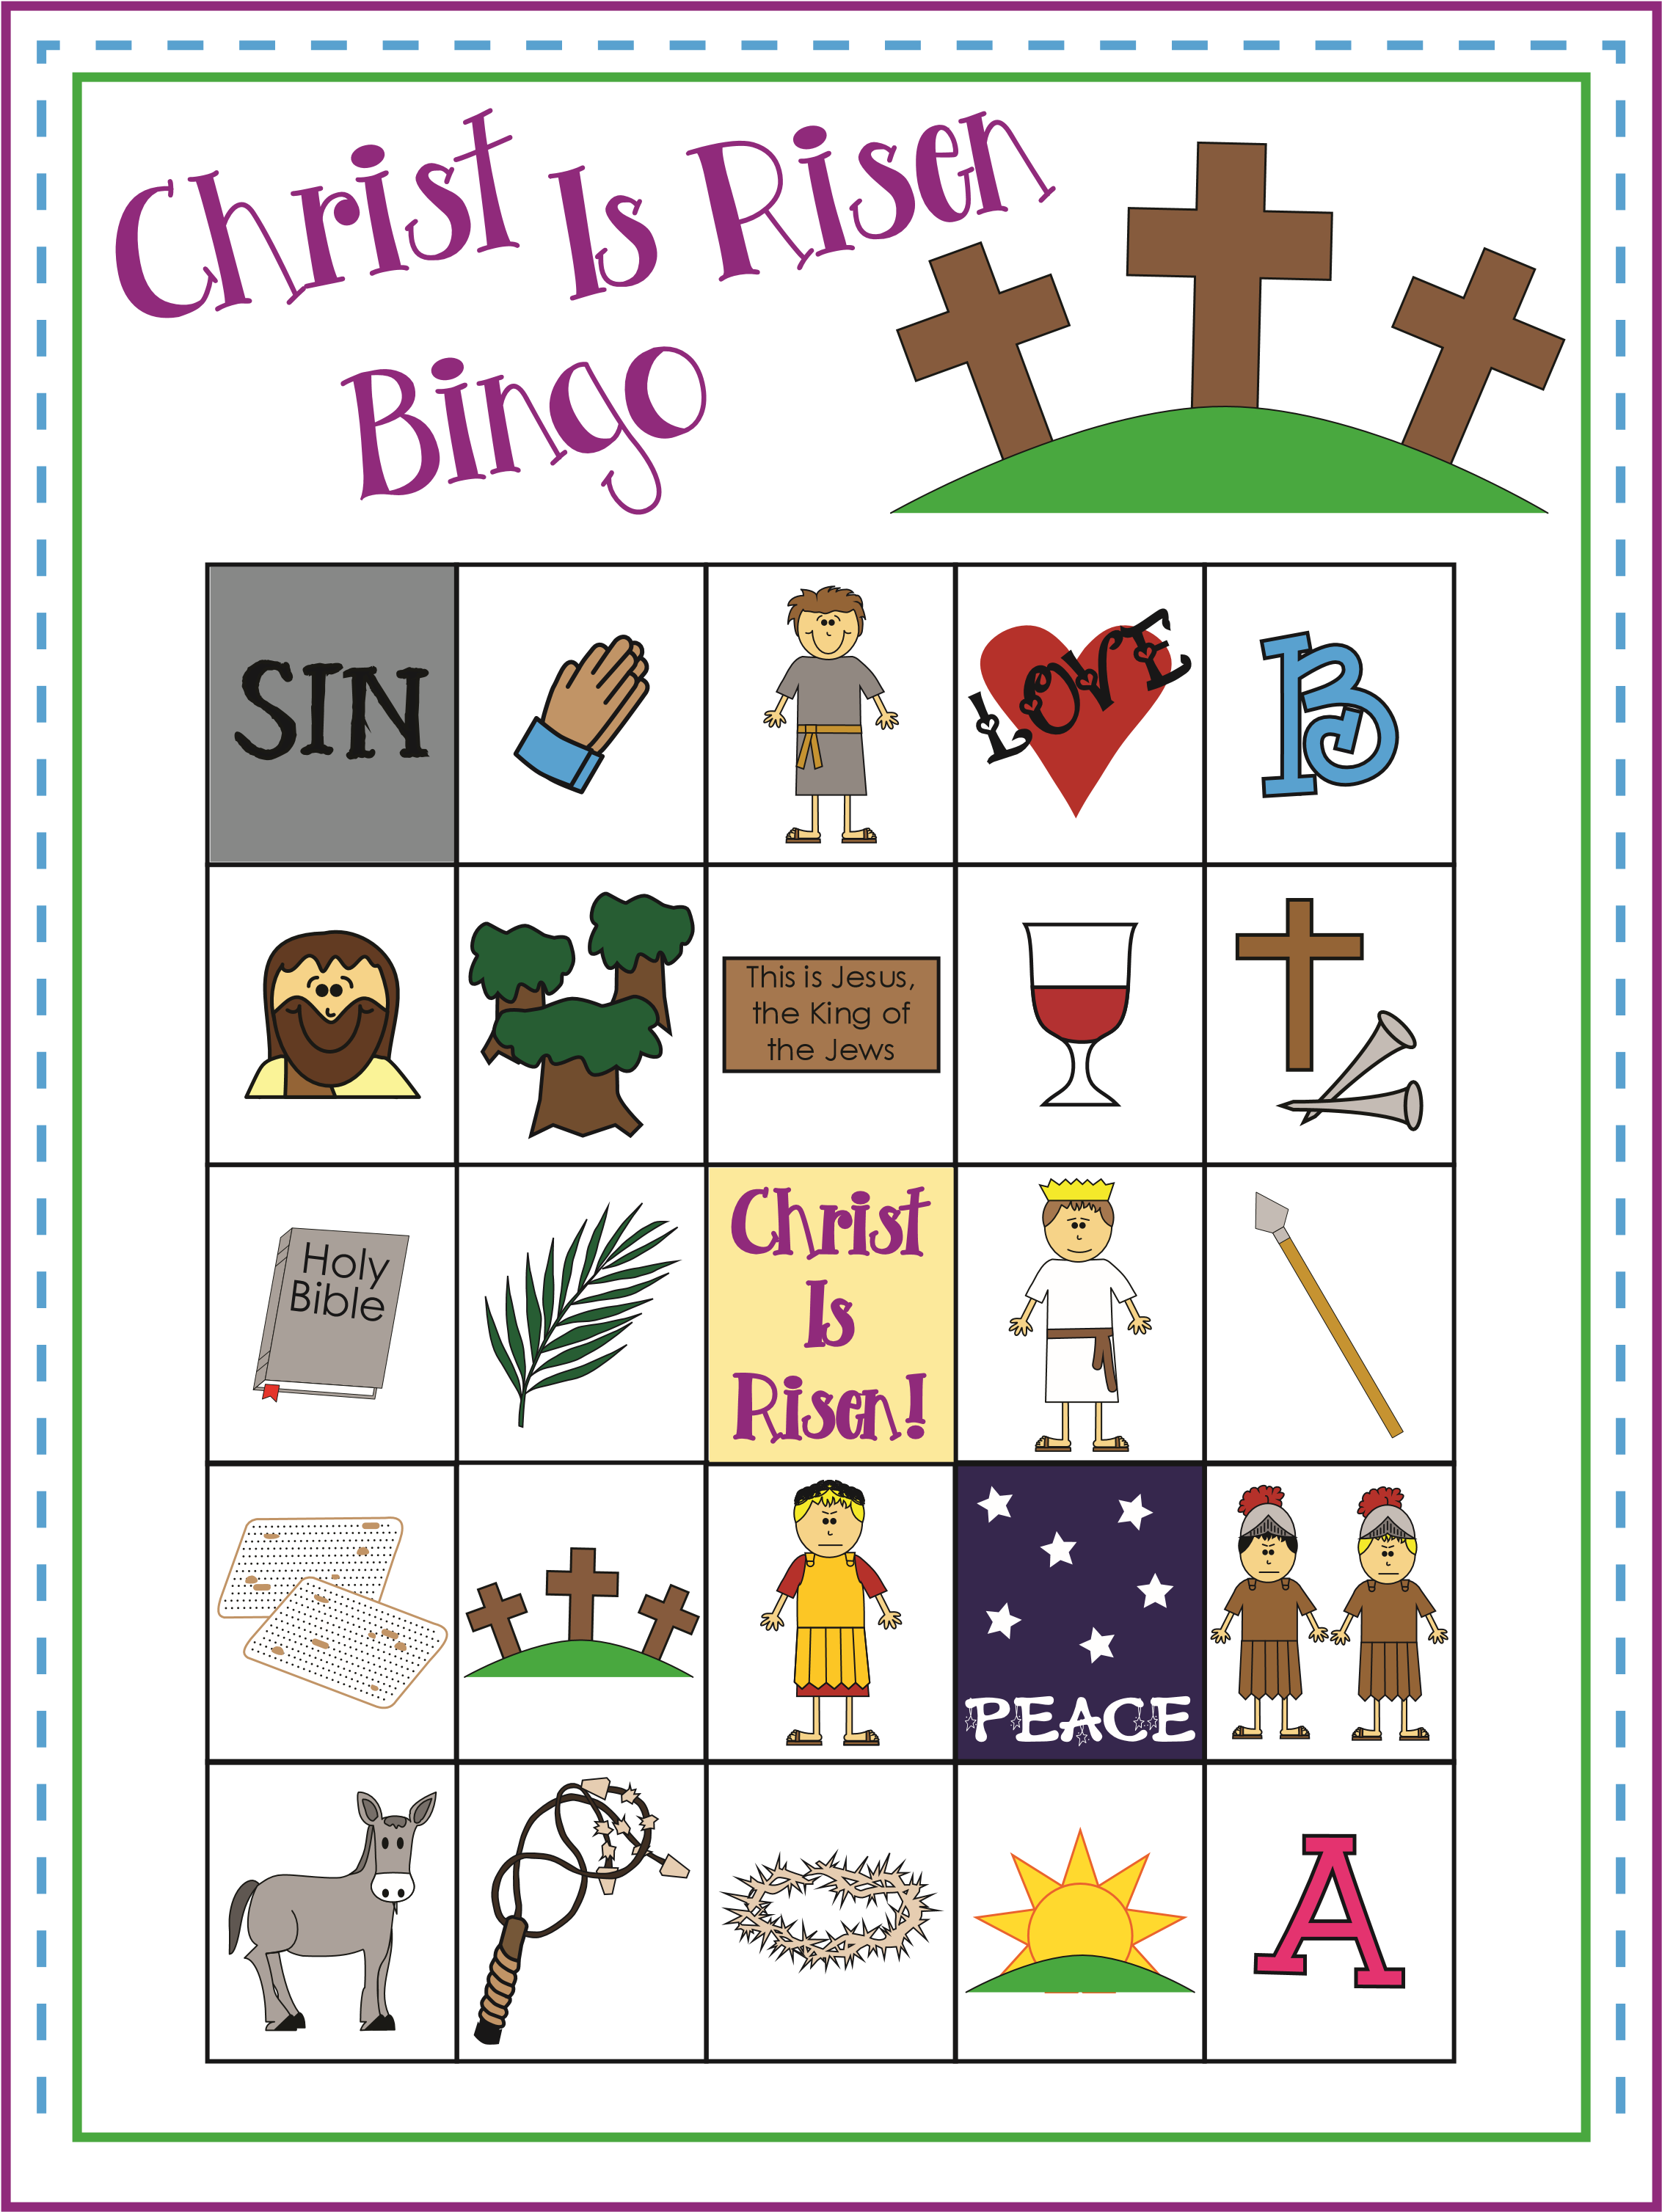 Christ Is Risen
Bingo
SIN
LOVE
B
This is Jesus,
the King of
the Jews
Holy
Bible
Christ
Is
Risen!
PEACE
A